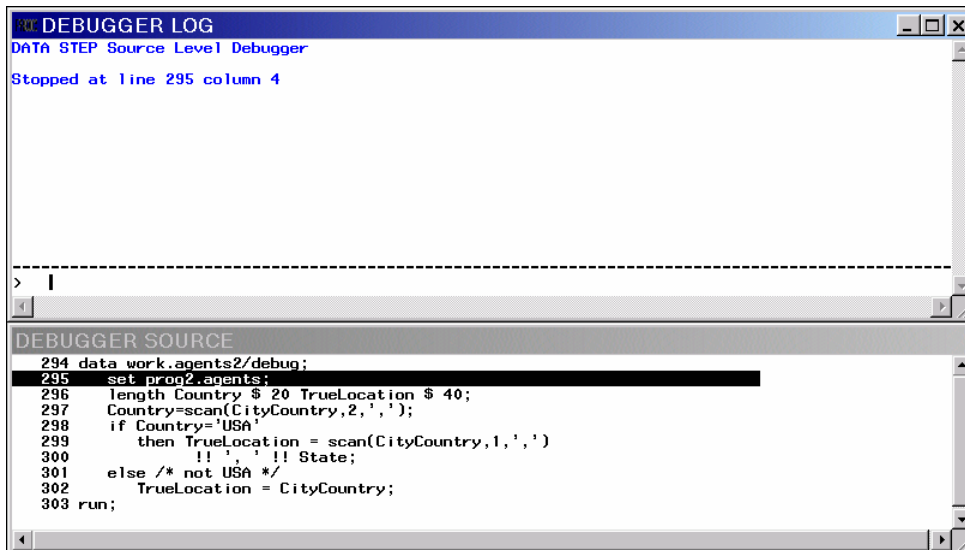 DEBUGGER LOG
DATA STEP Source Level Debugger
Stopped at line 295 column 4
>
DEBUGGER SOURCE
294 data work.agents2/debug;
295    set prog2.agents;
296    length Country $ 20 TrueLocation $ 40;
297    Country=scan(CityCountry,2,',');
298    if Country='USA'
299       then TrueLocation = scan(CityCountry,1,',')
300            !! ', ' !! State;
301    else /* not USA */
302       TrueLocation = CityCountry;
303 run;